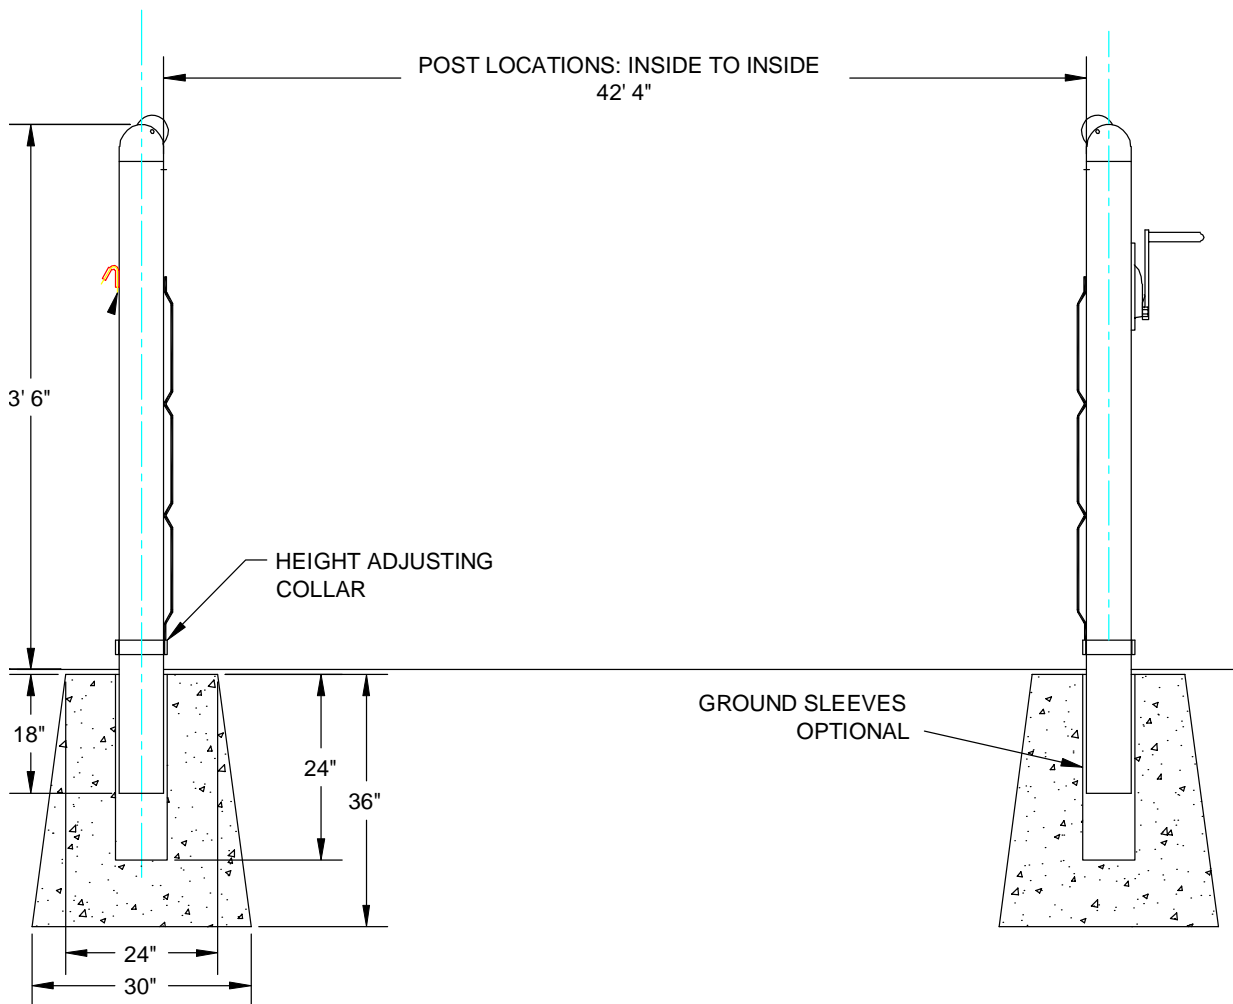 POST LOCATIONS: INSIDE TO INSIDE
42' 4"
3' 6"
HEIGHT ADJUSTING
COLLAR
GROUND SLEEVES
OPTIONAL
18"
24"
36"
24"
30"